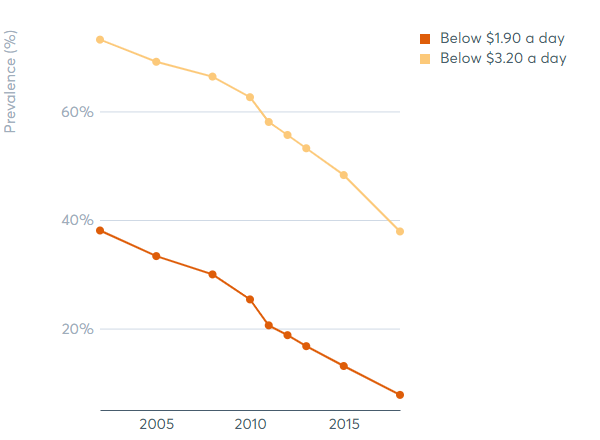 Prevalence (%)
Below $1.90 a day
Below $3.20 a day
60%
40%
20%
2005 2010 2015